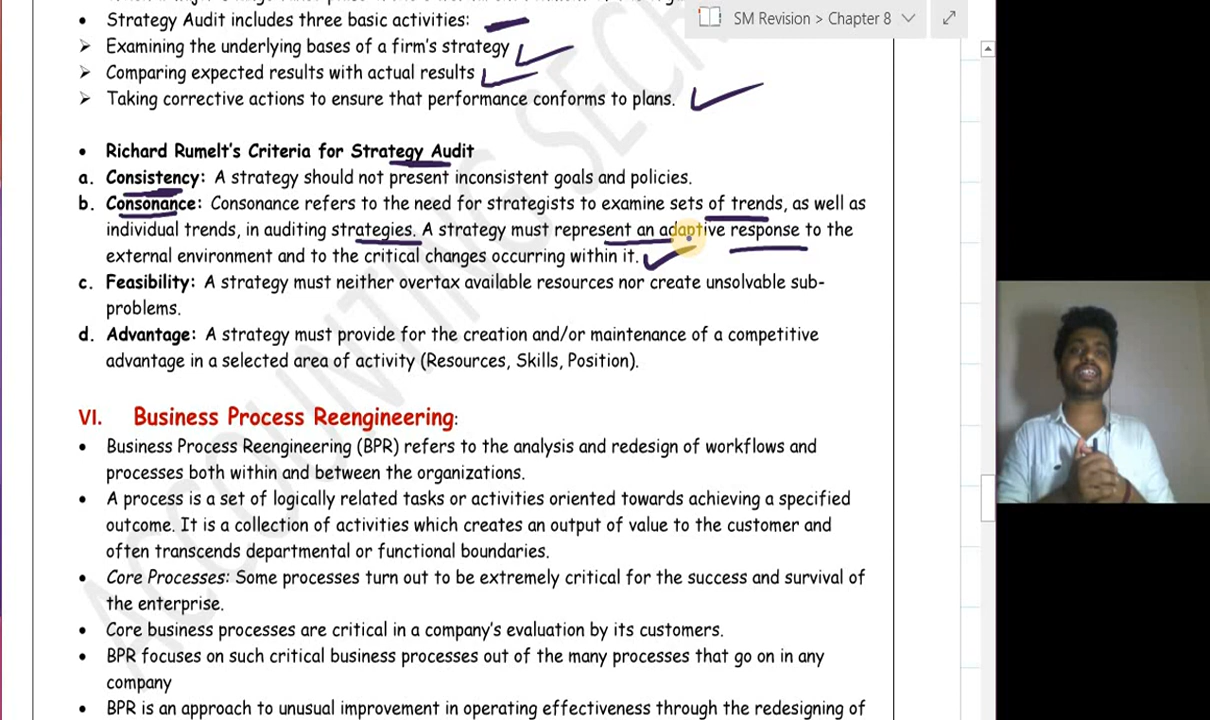 SM Revision > Chapter 8
• Strategy Audit includes three basic activities:
➢ Examining the underlying bases of a firm's strategy
➢ Comparing expected results with actual results
➢ Taking corrective actions to ensure that performance conforms to plans.
• Richard Rumelt's Criteria for Strategy Audit
a. Consistency: A strategy should not present inconsistent goals and policies.
b. Consonance: Consonance refers to the need for strategists to examine sets of trends, as well as
individual trends, in auditing strategies. A strategy must represent an adaptive response to the
external environment and to the critical changes occurring within it.
c. Feasibility: A strategy must neither overtax available resources nor create unsolvable sub-
problems.
d. Advantage: A strategy must provide for the creation and/or maintenance of a competitive
advantage in a selected area of activity (Resources, Skills, Position).
VI. Business Process Reengineering:
• Business Process Reengineering (BPR) refers to the analysis and redesign of workflows and
processes both within and between the organizations.
• A process is a set of logically related tasks or activities oriented towards achieving a specified
outcome. It is a collection of activities which creates an output of value to the customer and
often transcends departmental or functional boundaries.
• Core Processes: Some processes turn out to be extremely critical for the success and survival of
the enterprise.
• Core business processes are critical in a company's evaluation by its customers.
• BPR focuses on such critical business processes out of the many processes that go on in any
company
• BPR is an approach to unusual improvement in operating effectiveness through the redesigning of
ACCOUNTING SECR